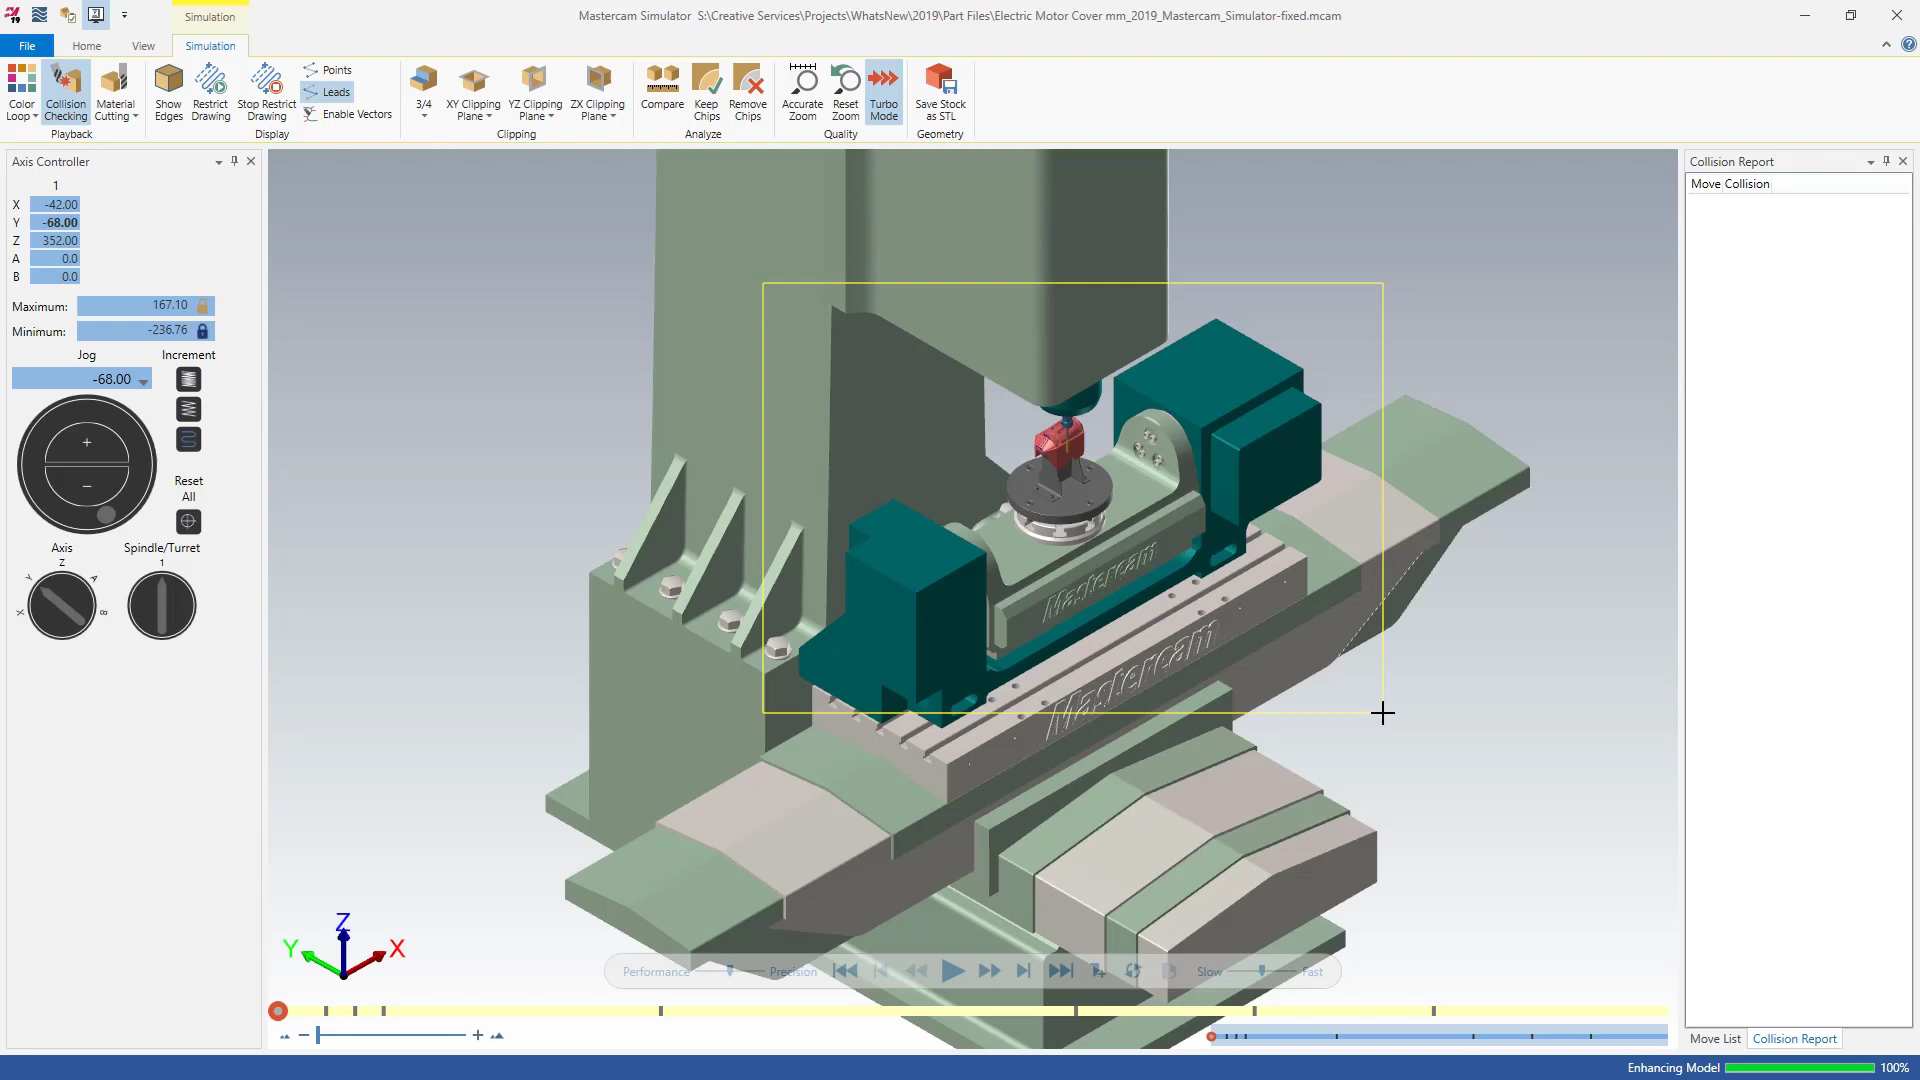 Simulation
Mastercam Simulator S:\Creative Services\Projects\WhatsNew\2019\Part Files\Electric Motor Cover mm_2019_Mastercam_Simulator-fixed.mcam
File
Home
View
Simulation
Color Loop
Collision Checking
Material Cutting
Playback
Show Edges
Restrict Drawing
Stop Restrict Drawing
Points
Leads
Enable Vectors
Display
3/4
XY Clipping Plane
YZ Clipping Plane
ZX Clipping Plane
Clipping
Compare
Keep Chips
Remove Chips
Analyze
Accurate Zoom
Reset Zoom
Turbo Mode
Quality
Save Stock as STL
Geometry
Axis Controller
1
X -42.00
Y -68.00
Z 352.00
A 0.0
B 0.0
Maximum: 167.10
Minimum: -236.76
Jog
Increment
-68.00
+
−
Reset All
Axis
Spindle/Turret
Z
1
Y
A
X
B
Mastercam
Mastercam
Z
Y
X
Performance
Precision
Slow
Fast
Collision Report
Move Collision
Move List
Collision Report
Enhancing Model
100%